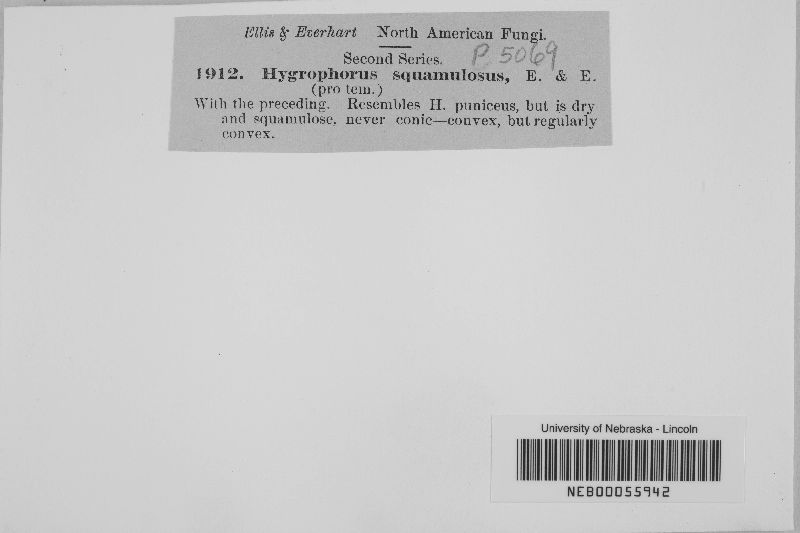 Ellis & Everhart North American Fungi.
Second Series. P. 5069
1912. Hygrophorus squamulosus, E. & E.
(pro tem.)
With the preceding. Resembles H. puniceus, but is dry
and squamulose, never conic—convex, but regularly
convex.
University of Nebraska - Lincoln
NEB00055942